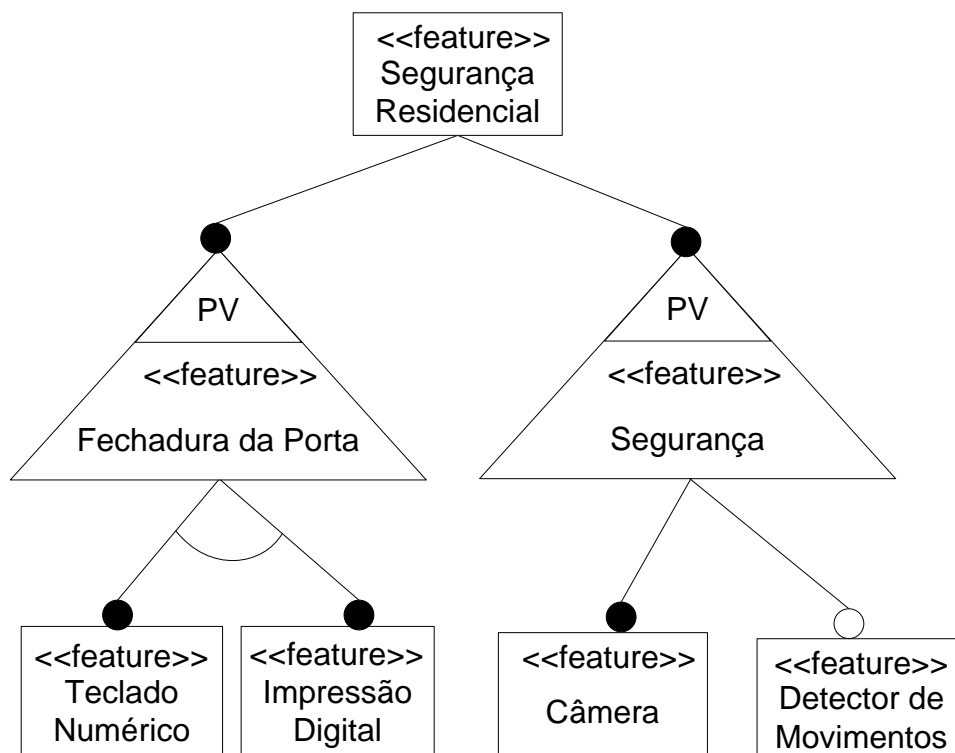 <<feature>>
Segurança
Residencial
PV
<<feature>>
Fechadura da Porta
PV
<<feature>>
Segurança
<<feature>>
Teclado
Numérico
<<feature>>
Impressão
Digital
<<feature>>
Câmera
<<feature>>
Detector de
Movimentos